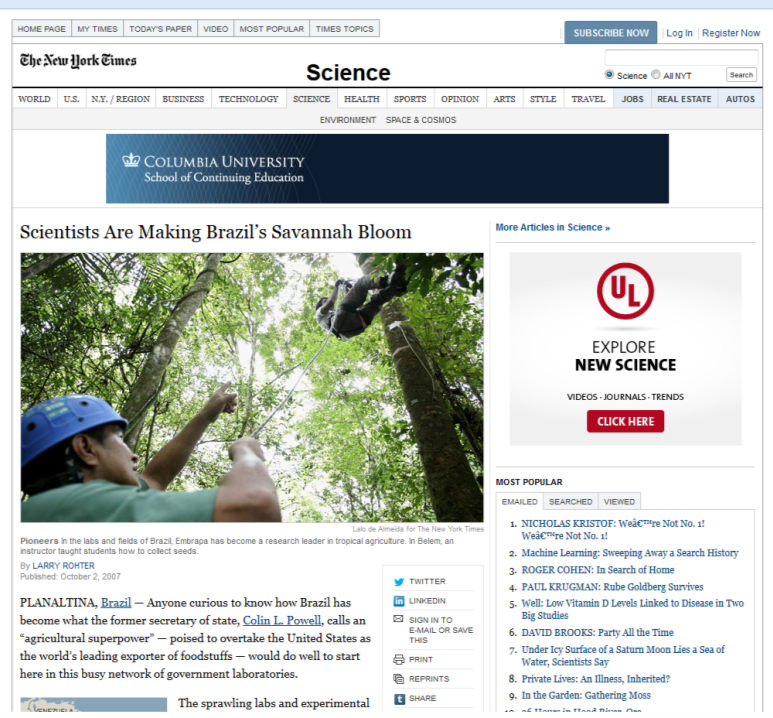 HOME PAGE MY TIMES TODAY'S PAPER VIDEO MOST POPULAR TIMES TOPICS
SUBSCRIBE NOW Log In Register Now
The New York Times
Science
Science All NYT Search
WORLD U.S. N.Y. / REGION BUSINESS TECHNOLOGY SCIENCE HEALTH SPORTS OPINION ARTS STYLE TRAVEL JOBS REAL ESTATE AUTOS
ENVIRONMENT SPACE & COSMOS
COLUMBIA UNIVERSITY
School of Continuing Education
Scientists Are Making Brazil's Savannah Bloom
Lalo de Almeida for The New York Times
Pioneers In the labs and fields of Brazil, Embrapa has become a research leader in tropical agriculture. In Belem, an
instructor taught students how to collect seeds.
By LARRY ROHTER
Published: October 2, 2007
PLANALTINA, Brazil — Anyone curious to know how Brazil has
become what the former secretary of state, Colin L. Powell, calls an
“agricultural superpower” — poised to overtake the United States as
the world's leading exporter of foodstuffs — would do well to start
here in this busy network of government laboratories.
VENEZUELA
The sprawling labs and experimental
TWITTER
LINKEDIN
SIGN IN TO
E-MAIL OR SAVE
THIS
PRINT
REPRINTS
SHARE
More Articles in Science »
UL
EXPLORE
NEW SCIENCE
VIDEOS · JOURNALS · TRENDS
CLICK HERE
MOST POPULAR
EMAILED SEARCHED VIEWED
1. NICHOLAS KRISTOF: Weâ€™re Not No. 1!
Weâ€™re Not No. 1!
2. Machine Learning: Sweeping Away a Search History
3. ROGER COHEN: In Search of Home
4. PAUL KRUGMAN: Rube Goldberg Survives
5. Well: Low Vitamin D Levels Linked to Disease in Two
Big Studies
6. DAVID BROOKS: Party All the Time
7. Under Icy Surface of a Saturn Moon Lies a Sea of
Water, Scientists Say
8. Private Lives: An Illness, Inherited?
9. In the Garden: Gathering Moss
10. 36 Hours in Hood River, Ore.